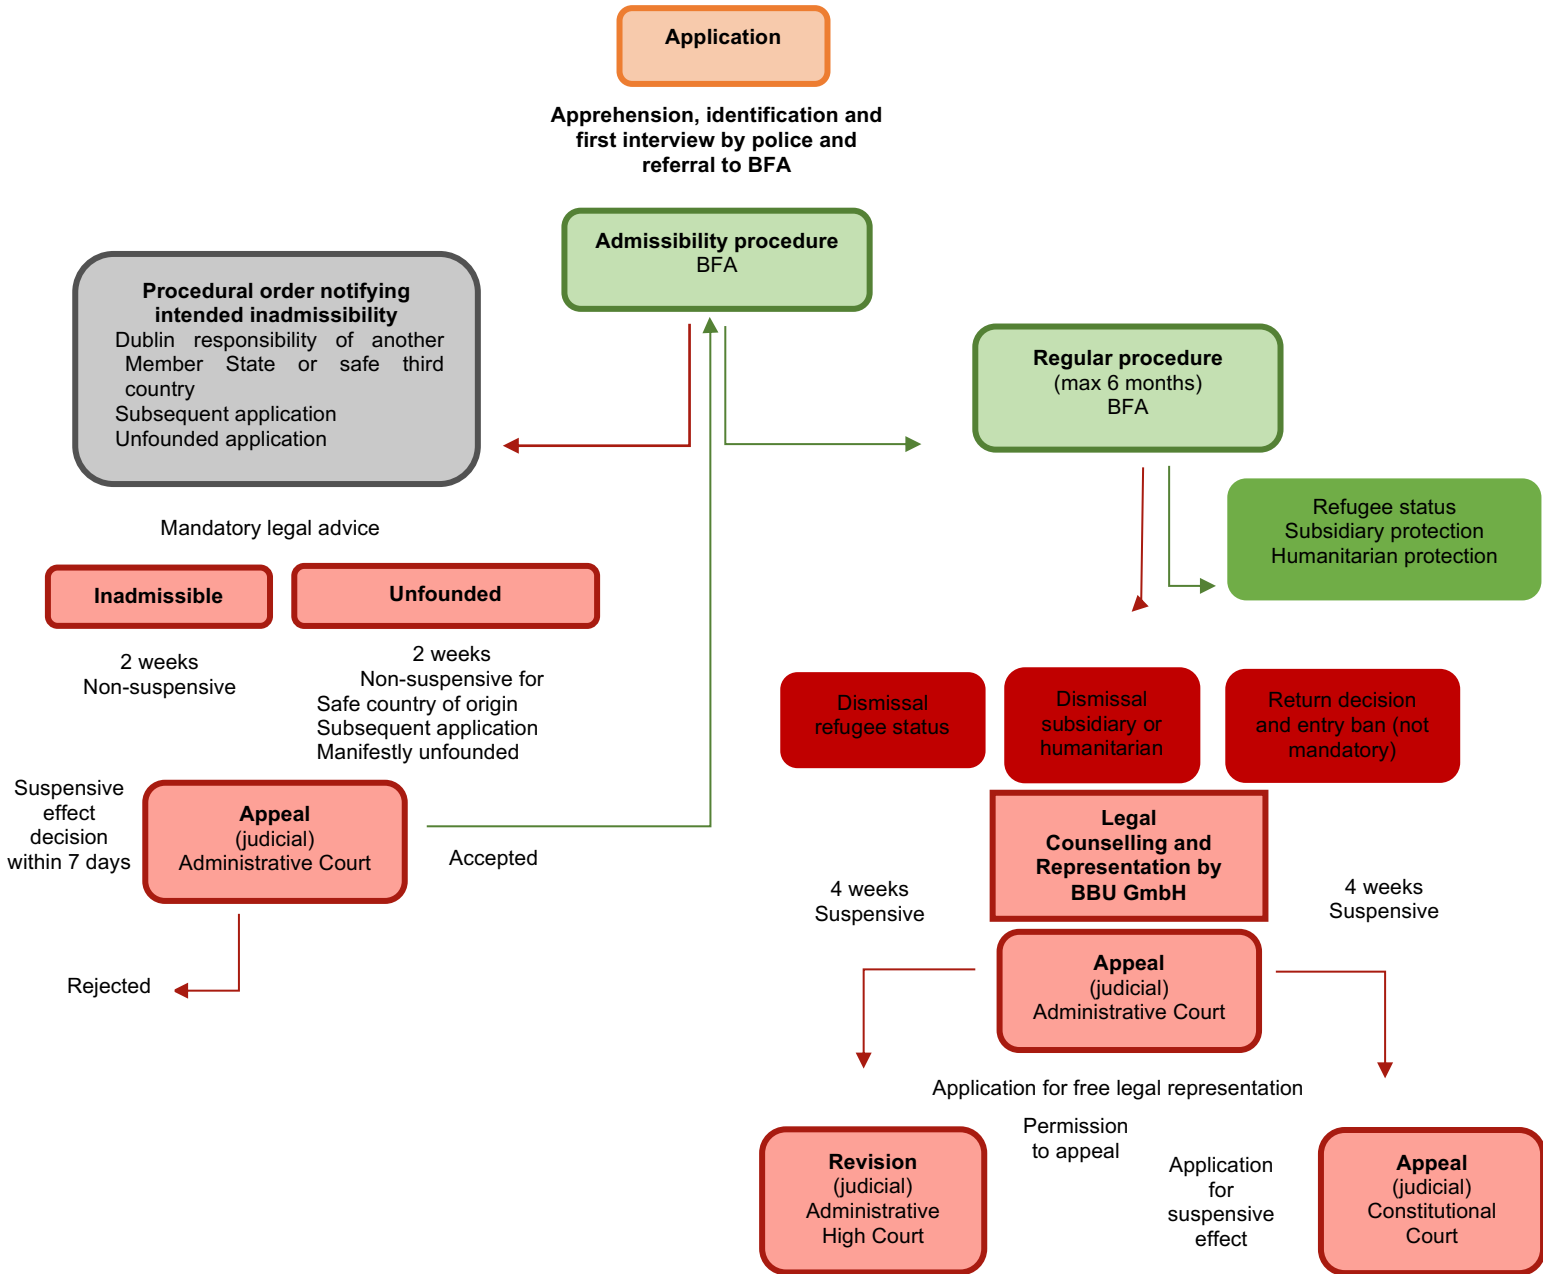 Application
Apprehension, identification and
first interview by police and
referral to BFA
Admissibility procedure
BFA
Procedural order notifying
intended inadmissibility
Dublin responsibility of another
Member State or safe third
country
Subsequent application
Unfounded application
Regular procedure
(max 6 months)
BFA
Refugee status
Subsidiary protection
Humanitarian protection
Mandatory legal advice
Inadmissible
Unfounded
2 weeks
Non-suspensive
2 weeks
Non-suspensive for
Safe country of origin
Subsequent application
Manifestly unfounded
Dismissal
refugee status
Dismissal
subsidiary or
humanitarian
Return decision
and entry ban (not
mandatory)
Suspensive
effect
decision
within 7 days
Appeal
(judicial)
Administrative Court
Accepted
Rejected
Legal
Counselling and
Representation by
BBU GmbH
4 weeks
Suspensive
4 weeks
Suspensive
Appeal
(judicial)
Administrative Court
Application for free legal representation
Permission
to appeal
Revision
(judicial)
Administrative
High Court
Application
for
suspensive
effect
Appeal
(judicial)
Constitutional
Court